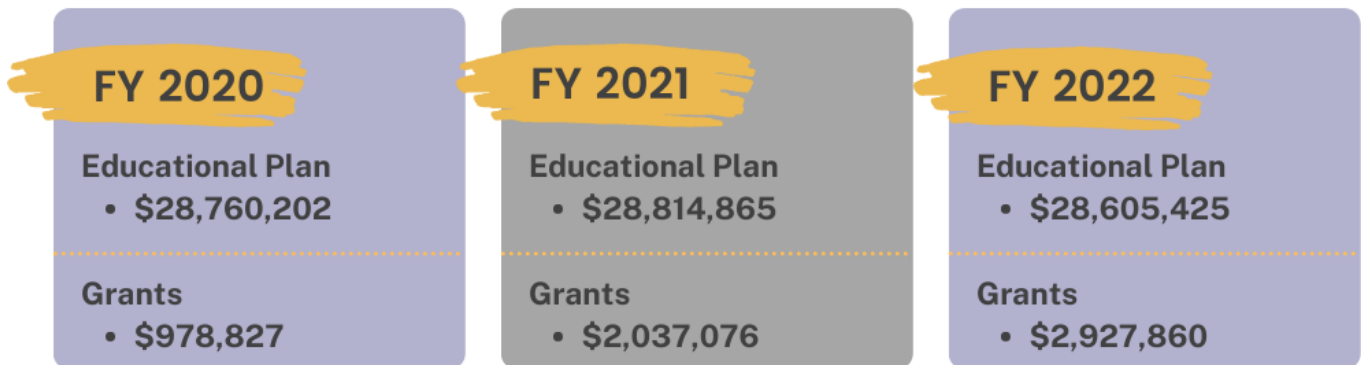 FY 2020
Educational Plan
• $28,760,202
Grants
• $978,827
FY 2021
Educational Plan
• $28,814,865
Grants
• $2,037,076
FY 2022
Educational Plan
• $28,605,425
Grants
• $2,927,860